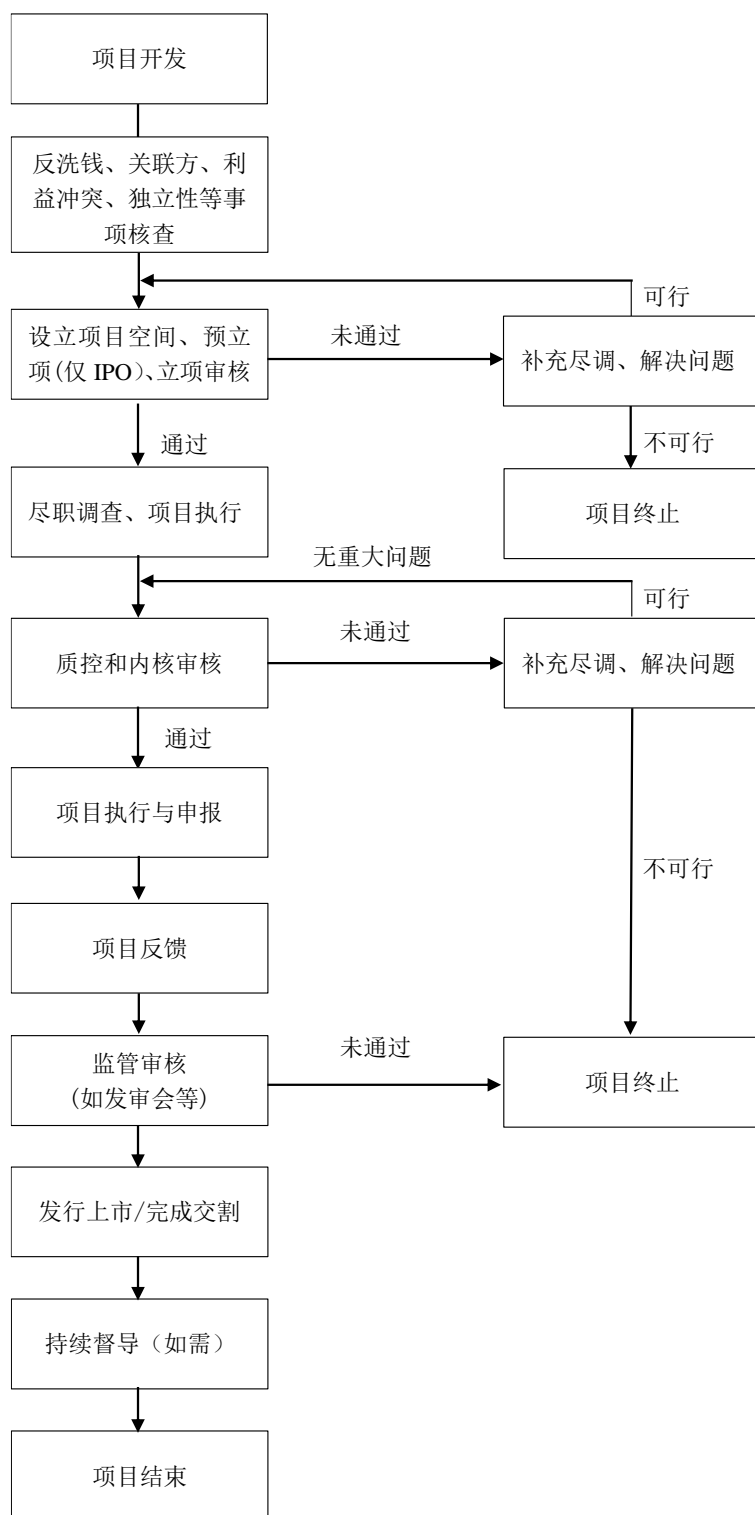 项目开发
反洗钱、关联方、利
益冲突、独立性等事
项核查
可行
设立项目空间、预立
项(仅 IPO)、立项审核
未通过
补充尽调、解决问题
通过
不可行
尽职调查、项目执行
项目终止
无重大问题
可行
质控和内核审核
未通过
补充尽调、解决问题
通过
项目执行与申报
不可行
项目反馈
监管审核
(如发审会等)
未通过
项目终止
发行上市/完成交割
持续督导（如需）
项目结束